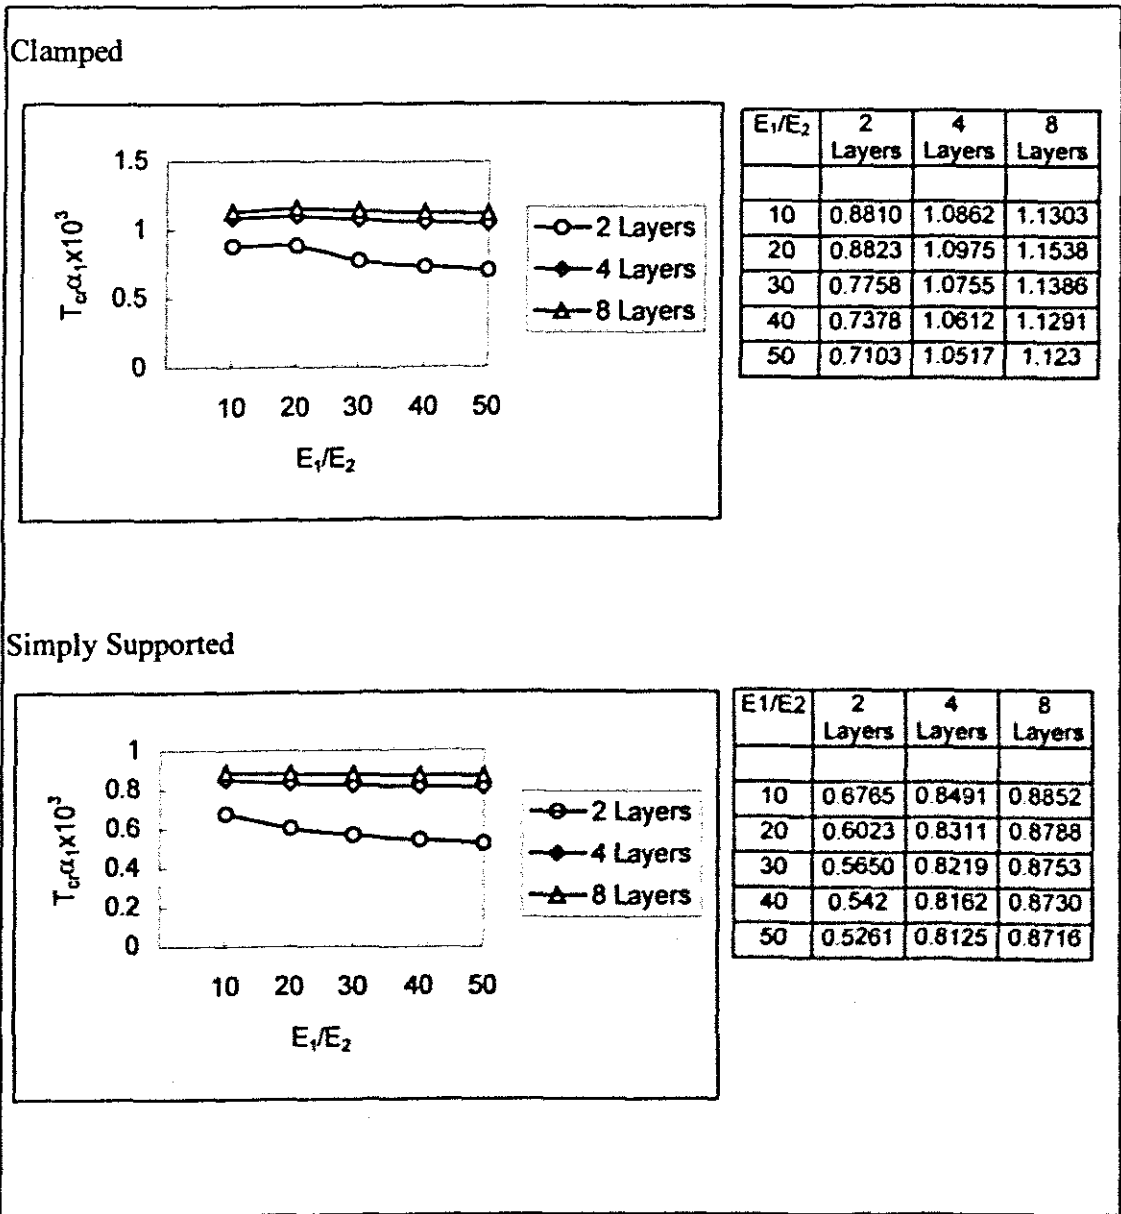 Clamped
1.5
1
0.5
0
T_crα₁x10³
10 20 30 40 50
E₁/E₂
2 Layers
4 Layers
8 Layers
E₁/E₂ 2 Layers 4 Layers 8 Layers
10 0.8810 1.0862 1.1303
20 0.8823 1.0975 1.1538
30 0.7758 1.0755 1.1386
40 0.7378 1.0612 1.1291
50 0.7103 1.0517 1.123
Simply Supported
1
0.8
0.6
0.4
0.2
0
T_crα₁x10³
10 20 30 40 50
E₁/E₂
2 Layers
4 Layers
8 Layers
E1/E2 2 Layers 4 Layers 8 Layers
10 0.6765 0.8491 0.8852
20 0.6023 0.8311 0.8788
30 0.5650 0.8219 0.8753
40 0.542 0.8162 0.8730
50 0.5261 0.8125 0.8716